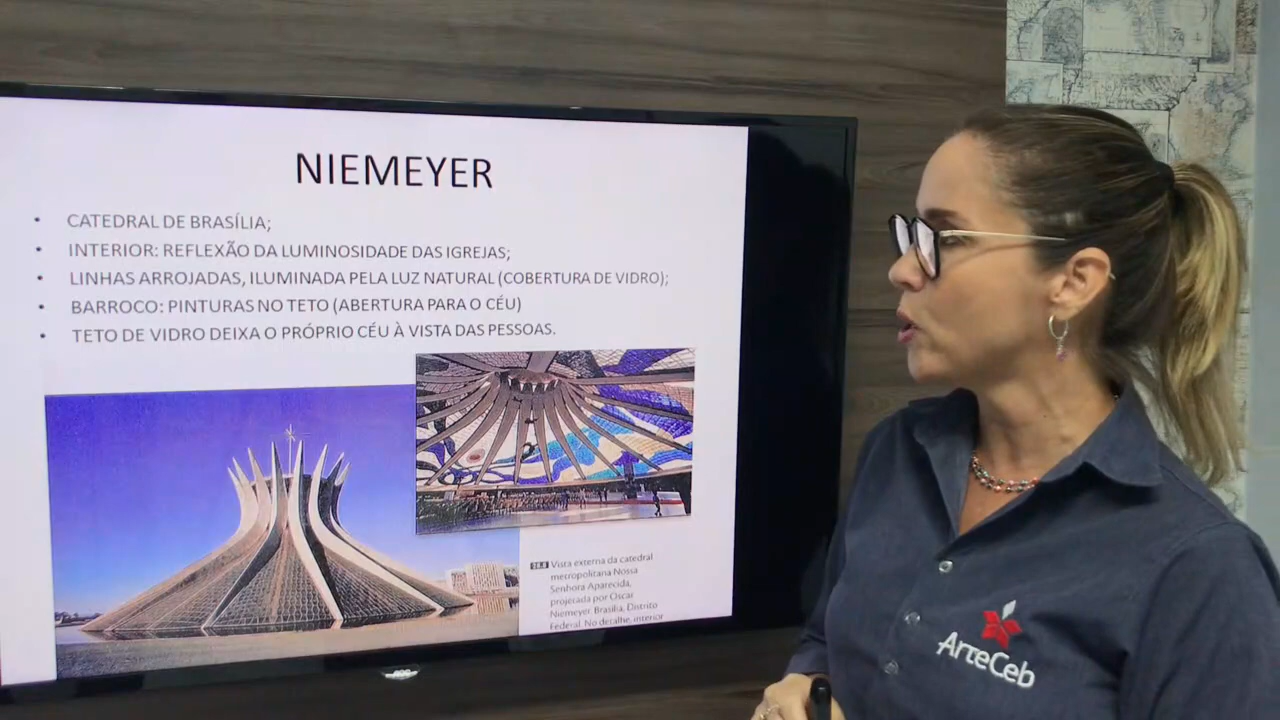 NIEMEYER
• CATEDRAL DE BRASÍLIA;
• INTERIOR: REFLEXÃO DA LUMINOSIDADE DAS IGREJAS;
• LINHAS ARROJADAS, ILUMINADA PELA LUZ NATURAL (COBERTURA DE VIDRO);
• BARROCO: PINTURAS NO TETO (ABERTURA PARA O CÉU)
• TETO DE VIDRO DEIXA O PRÓPRIO CÉU À VISTA DAS PESSOAS.
Vista externa da catedral
metropolitana Nossa
Senhora Aparecida,
projetada por Oscar
Niemeyer. Brasília, Distrito
Federal. No detalhe, interior
AOC
ArteCeb